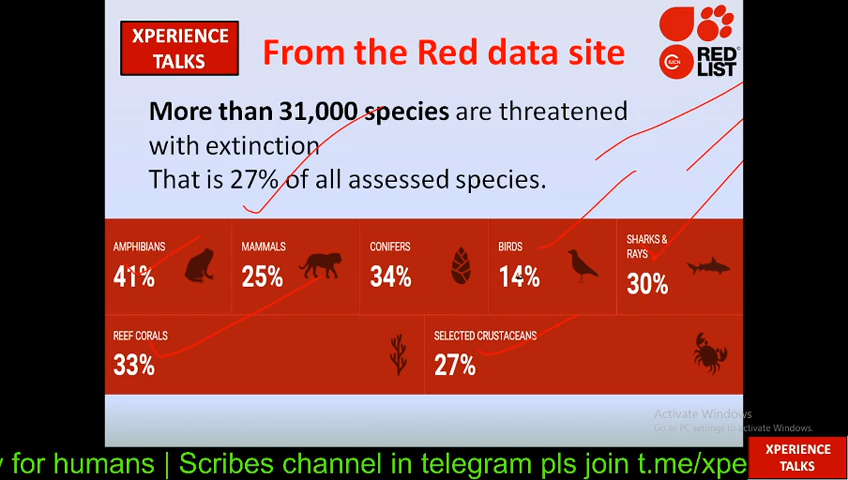 XPERIENCE
TALKS
From the Red data site
IUCN
RED
LIST
More than 31,000 species are threatened
with extinction
That is 27% of all assessed species.
AMPHIBIANS
41%
MAMMALS
25%
CONIFERS
34%
BIRDS
14%
SHARKS &
RAYS
30%
REEF CORALS
33%
SELECTED CRUSTACEANS
27%
Activate Windows
Go to PC settings to activate Windows.
y for humans | Scribes channel in telegram pls join t.me/xpe
XPERIENCE
TALKS